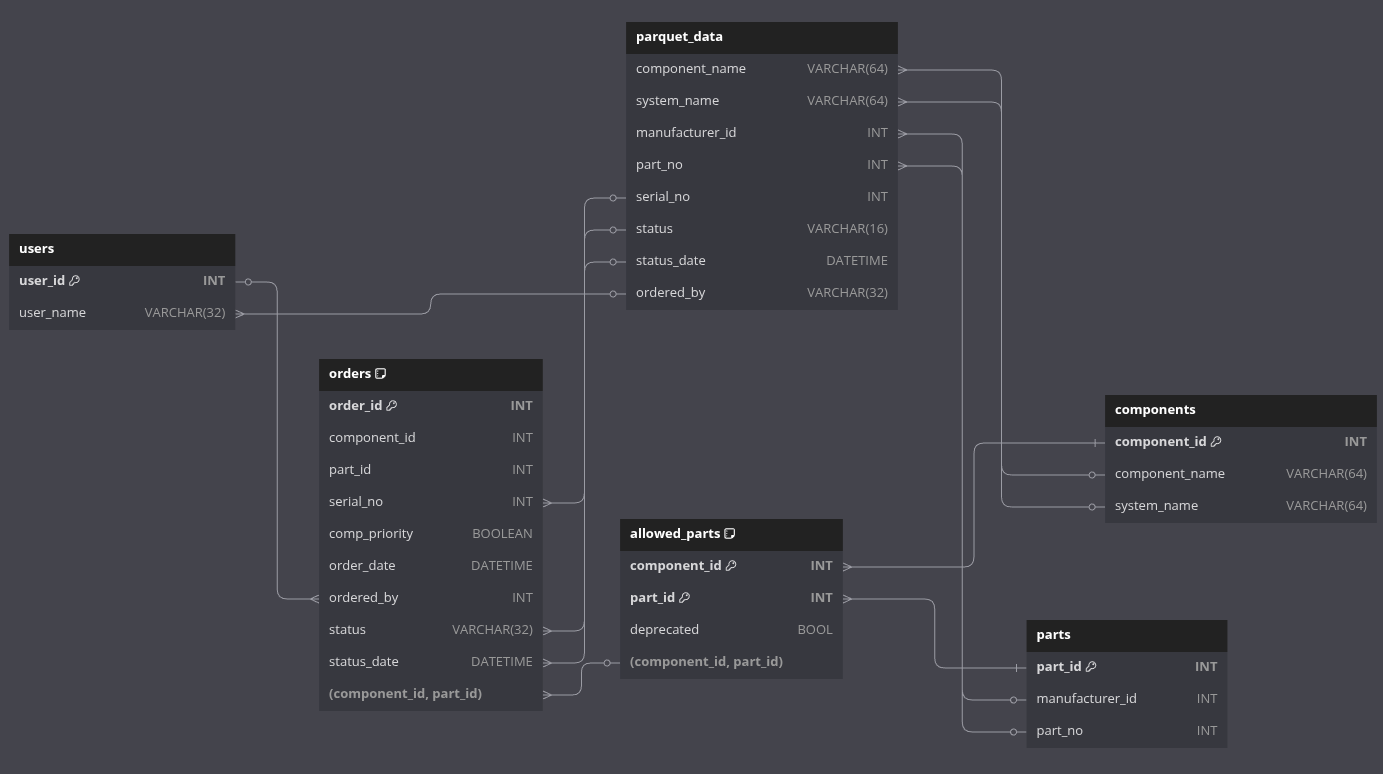 parquet_data
component_name VARCHAR(64)
system_name VARCHAR(64)
manufacturer_id INT
part_no INT
serial_no INT
status VARCHAR(16)
status_date DATETIME
ordered_by VARCHAR(32)
users
user_id INT
user_name VARCHAR(32)
orders
order_id INT
component_id INT
part_id INT
serial_no INT
comp_priority BOOLEAN
order_date DATETIME
ordered_by INT
status VARCHAR(32)
status_date DATETIME
(component_id, part_id)
allowed_parts
component_id INT
part_id INT
deprecated BOOL
(component_id, part_id)
components
component_id INT
component_name VARCHAR(64)
system_name VARCHAR(64)
parts
part_id INT
manufacturer_id INT
part_no INT